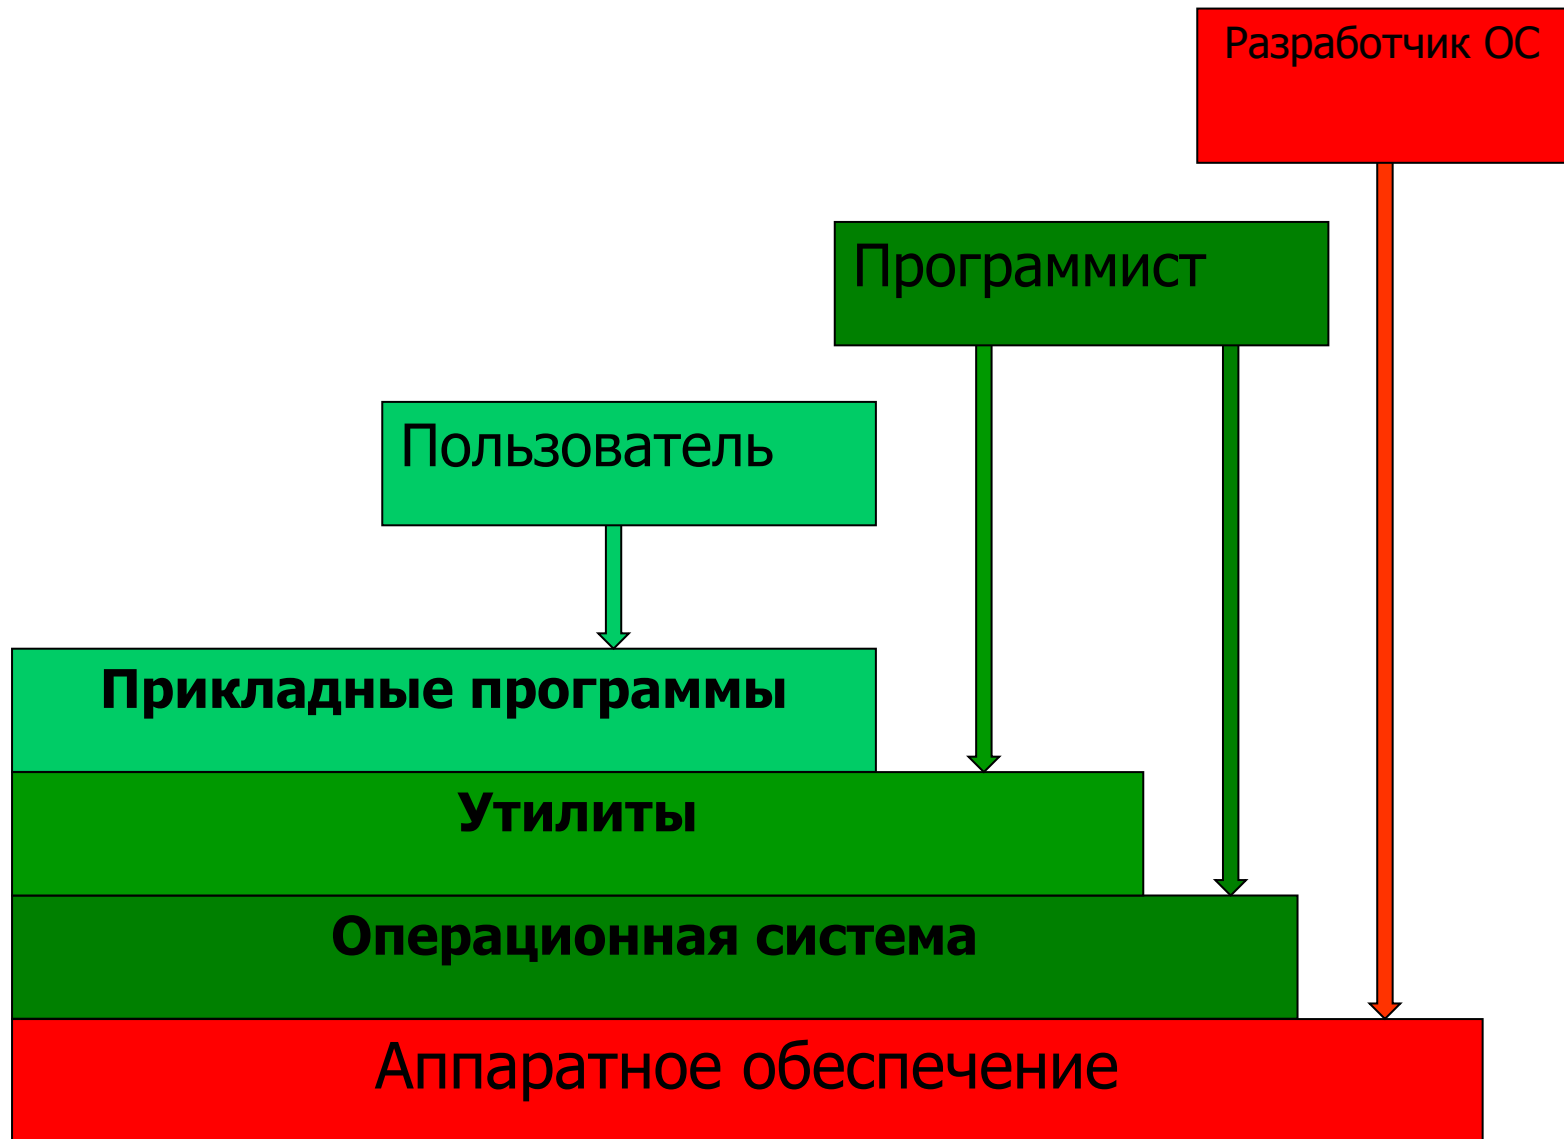 Разработчик ОС
Программист
Пользователь
Прикладные программы
Утилиты
Операционная система
Аппаратное обеспечение